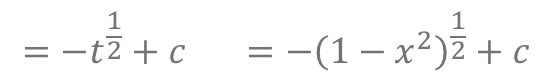 = −t^{1/2} + c  = −(1 − x²)^{1/2} + c